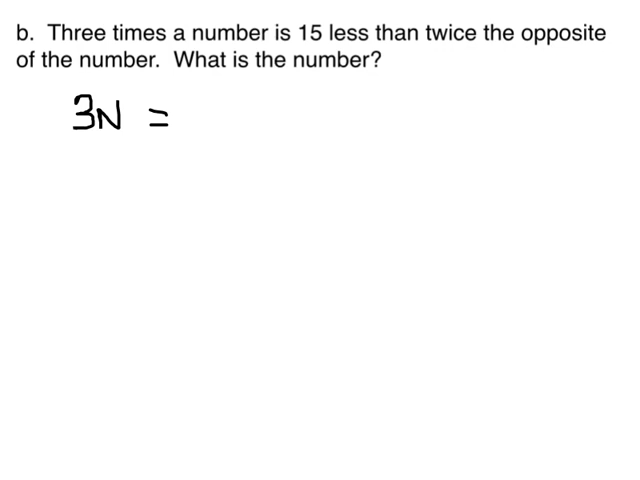 b. Three times a number is 15 less than twice the opposite
of the number. What is the number?
3N =